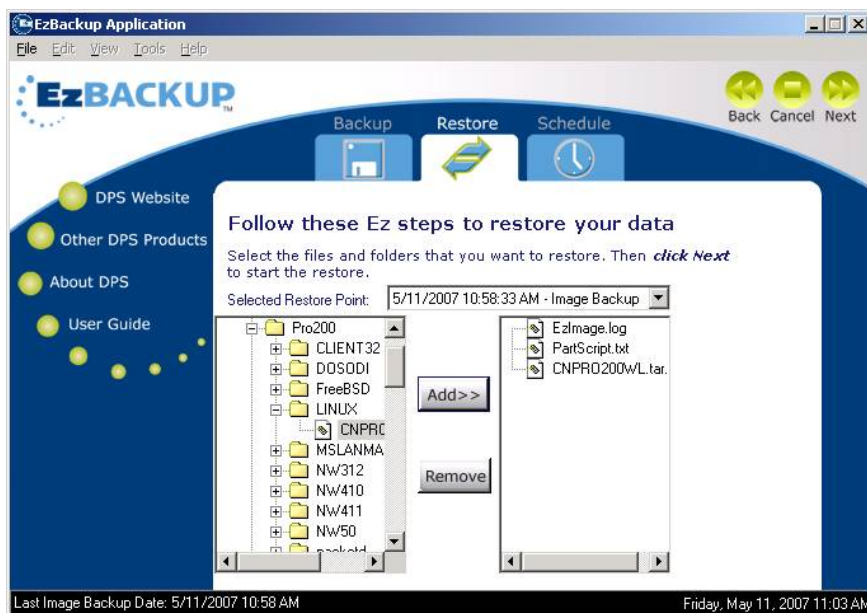 EzBackup Application
File Edit View Tools Help
EzBACKUP™
Back Cancel Next
Backup Restore Schedule
DPS Website
Other DPS Products
About DPS
User Guide
Follow these Ez steps to restore your data
Select the files and folders that you want to restore. Then click Next
to start the restore.
Selected Restore Point: 5/11/2007 10:58:33 AM - Image Backup
Pro200
CLIENT32
DOSODI
FreeBSD
LINUX
CNPRO
MSLANMA
NW312
NW410
NW411
NW50
Add>>
Remove
EzImage.log
PartScript.txt
CNPRO200WL.tar.
Last Image Backup Date: 5/11/2007 10:58 AM
Friday, May 11, 2007 11:03 AM